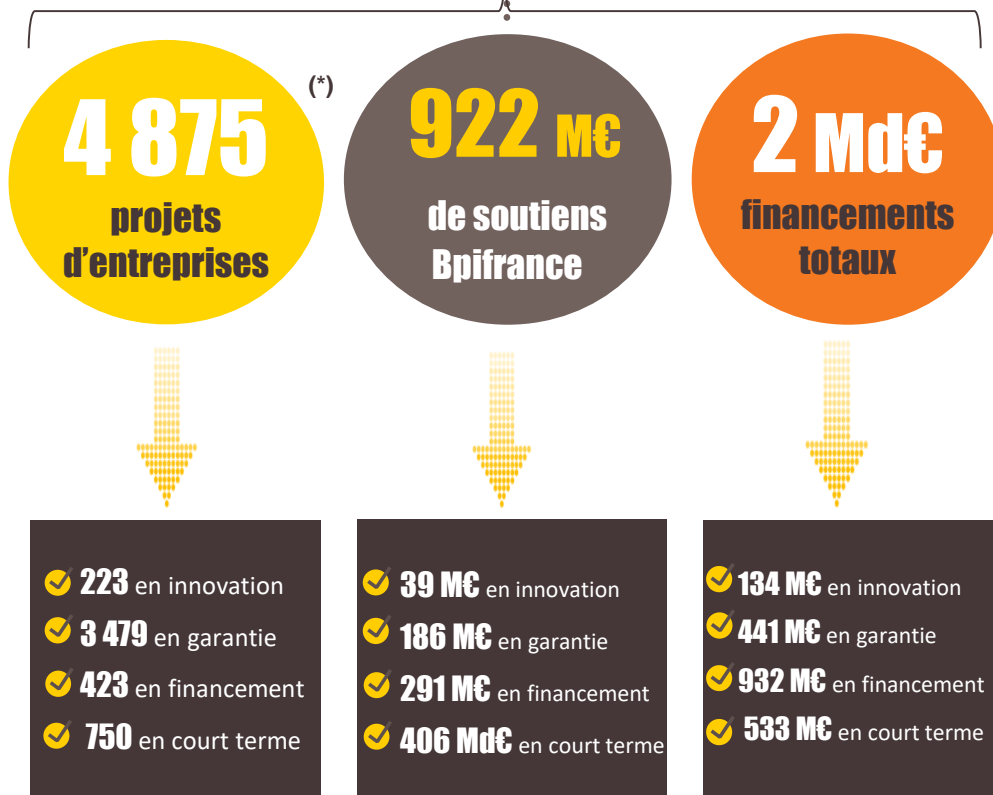 4 875
projets
d'entreprises
(*)
922 M€
de soutiens
Bpifrance
2 Md€
financements
totaux
223 en innovation
3 479 en garantie
423 en financement
750 en court terme
39 M€ en innovation
186 M€ en garantie
291 M€ en financement
406 Md€ en court terme
134 M€ en innovation
441 M€ en garantie
932 M€ en financement
533 M€ en court terme